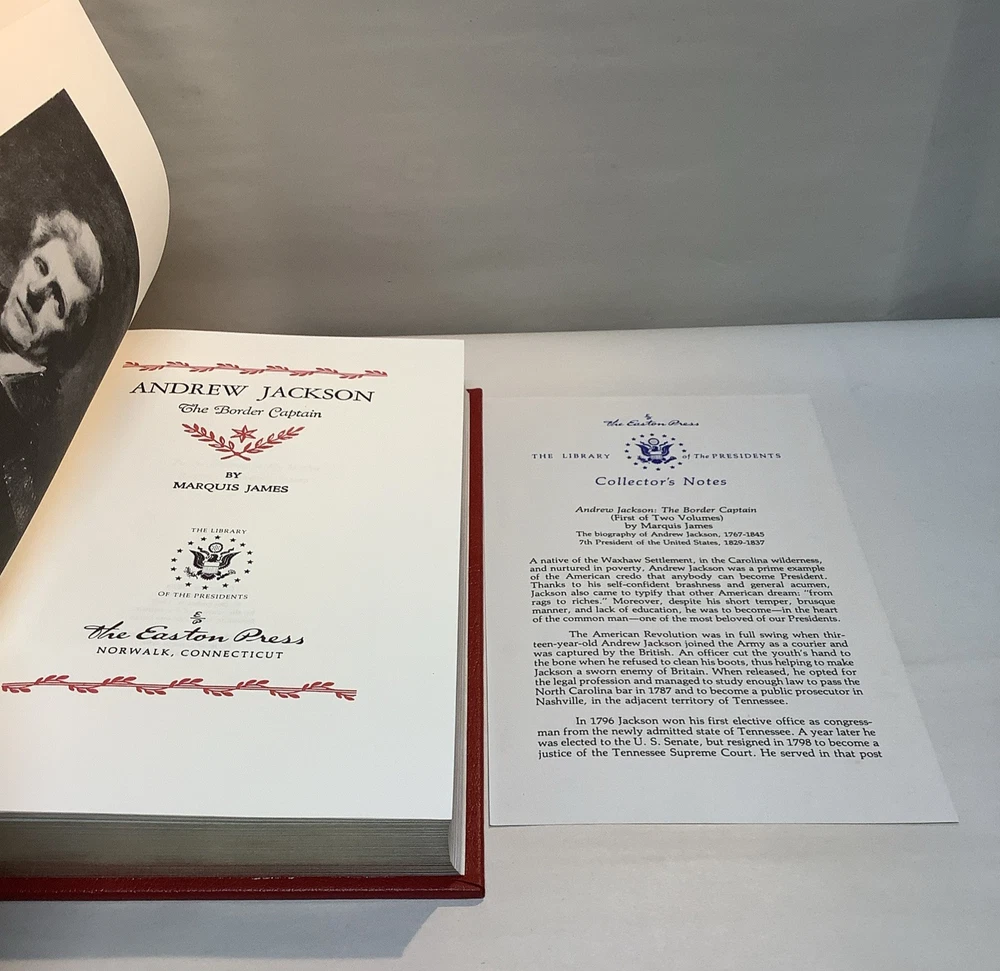 ANDREW JACKSON
The Border Captain
BY
MARQUIS JAMES
THE LIBRARY
OF THE PRESIDENTS
The Easton Press
NORWALK, CONNECTICUT
The Easton Press
THE LIBRARY of The PRESIDENTS
Collector's Notes
Andrew Jackson: The Border Captain
(First of Two Volumes)
by Marquis James
The biography of Andrew Jackson, 1767-1845
7th President of the United States, 1829-1837
A native of the Waxhaw Settlement, in the Carolina wilderness,
and nurtured in poverty, Andrew Jackson was a prime example
of the American credo that anybody can become President.
Thanks to his self-confident brashness and general acumen,
Jackson also came to typify that other American dream: "from
rags to riches." Moreover, despite his short temper, brusque
manner, and lack of education, he was to become—in the heart
of the common man—one of the most beloved of our Presidents.
The American Revolution was in full swing when thir-
teen-year-old Andrew Jackson joined the Army as a courier and
was captured by the British. An officer cut the youth's hand to
the bone when he refused to clean his boots, thus helping to make
Jackson a sworn enemy of Britain. When released, he opted for
the legal profession and managed to study enough law to pass the
North Carolina bar in 1787 and to become a public prosecutor in
Nashville, in the adjacent territory of Tennessee.
In 1796 Jackson won his first elective office as congress-
man from the newly admitted state of Tennessee. A year later he
was elected to the U. S. Senate, but resigned in 1798 to become a
justice of the Tennessee Supreme Court. He served in that post